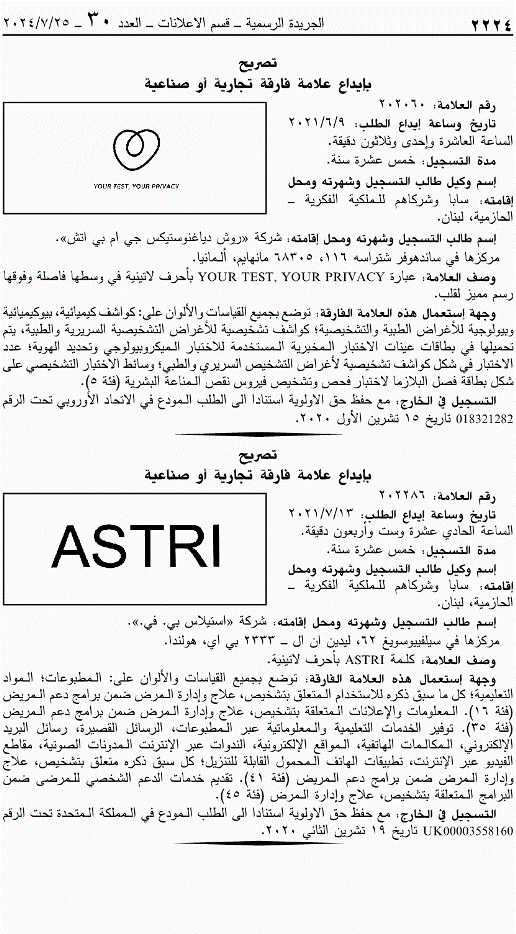 ٢٢٢٤ الجريدة الرسمية – قسم الاعلانات – العدد ٣٠ – ٢٠٢٤/٧/٢٥
تصريح
بإيداع علامة فارقة تجارية أو صناعية
رقم العلامة: ٢٠٢٠٦٠
تاريخ وساعة إيداع الطلب: ٢٠٢١/٦/٩
الساعة العاشرة وإحدى وثلاثون دقيقة.
مدة التسجيل: خمس عشرة سنة.
إسم وكيل طالب التسجيل وشهرته ومحل
إقامته: سابا وشركاهم للملكية الفكرية –
الحازمية، لبنان.
YOUR TEST, YOUR PRIVACY
إسم طالب التسجيل وشهرته ومحل إقامته: شركة «روش دياغنوستيكس جي ام بي اتش».
مركزها في ساندهوفر شتراسه ١١٦، ٦٨٣٠٥ مانهايم، ألمانيا.
وصف العلامة: عبارة YOUR TEST, YOUR PRIVACY بأحرف لاتينية في وسطها فاصلة وفوقها
رسم مميز لقلب.
وجهة إستعمال هذه العلامة الفارقة: توضع بجميع القياسات والألوان على: كواشف كيميائية، بيوكيميائية
وبيولوجية للأغراض الطبية والتشخيصية؛ كواشف تشخيصية للأغراض التشخيصية السريرية والطبية، يتم
تحميلها في بطاقات عينات الاختبار المخبرية المستخدمة للاختبار الميكروبيولوجي وتحديد الهوية؛ عدد
الاختبار في شكل كواشف تشخيصية لأغراض التشخيص السريري والطبي؛ وسائط الاختبار التشخيصي على
شكل بطاقة فصل البلازما لاختبار فحص وتشخيص فيروس نقص المناعة البشرية (فئة ٥).
التسجيل في الخارج: مع حفظ حق الاولوية استنادا الى الطلب المودع في الاتحاد الأوروبي تحت الرقم
018321282 تاريخ ١٥ تشرين الأول ٢٠٢٠.
تصريح
بإيداع علامة فارقة تجارية أو صناعية
رقم العلامة: ٢٠٢٢٨٦
تاريخ وساعة إيداع الطلب: ٢٠٢١/٧/١٣
الساعة الحادي عشرة وست وأربعون دقيقة.
مدة التسجيل: خمس عشرة سنة.
إسم وكيل طالب التسجيل وشهرته ومحل
إقامته: سابا وشركاهم للملكية الفكرية –
الحازمية، لبنان.
ASTRI
إسم طالب التسجيل وشهرته ومحل إقامته: شركة «استيلاس بي. في.».
مركزها في سيلفيوسويغ ٦٢، ليدين ان ال – ٢٣٣٣ بي اي، هولندا.
وصف العلامة: كلمة ASTRI بأحرف لاتينية.
وجهة إستعمال هذه العلامة الفارقة: توضع بجميع القياسات والألوان على: المطبوعات؛ المواد
التعليمية؛ كل ما سبق ذكره للاستخدام المتعلق بتشخيص، علاج وإدارة المرض ضمن برامج دعم المريض
(فئة ١٦). المعلومات والإعلانات المتعلقة بتشخيص، علاج وإدارة المرض ضمن برامج دعم المريض
(فئة ٣٥). توفير الخدمات التعليمية والمعلوماتية عبر المطبوعات، الرسائل القصيرة، رسائل البريد
الإلكتروني، المكالمات الهاتفية، المواقع الإلكترونية، الندوات عبر الإنترنت المدونات الصوتية، مقاطع
الفيديو عبر الإنترنت، تطبيقات الهاتف المحمول القابلة للتنزيل؛ كل سبق ذكره متعلق بتشخيص، علاج
وإدارة المرض ضمن برامج دعم المريض (فئة ٤١). تقديم خدمات الدعم الشخصي للمرضى ضمن
البرامج المتعلقة بتشخيص، علاج وإدارة المرض (فئة ٤٥).
التسجيل في الخارج: مع حفظ حق الاولوية استنادا الى الطلب المودع في المملكة المتحدة تحت الرقم
UK00003558160 تاريخ ١٩ تشرين الثاني ٢٠٢٠.